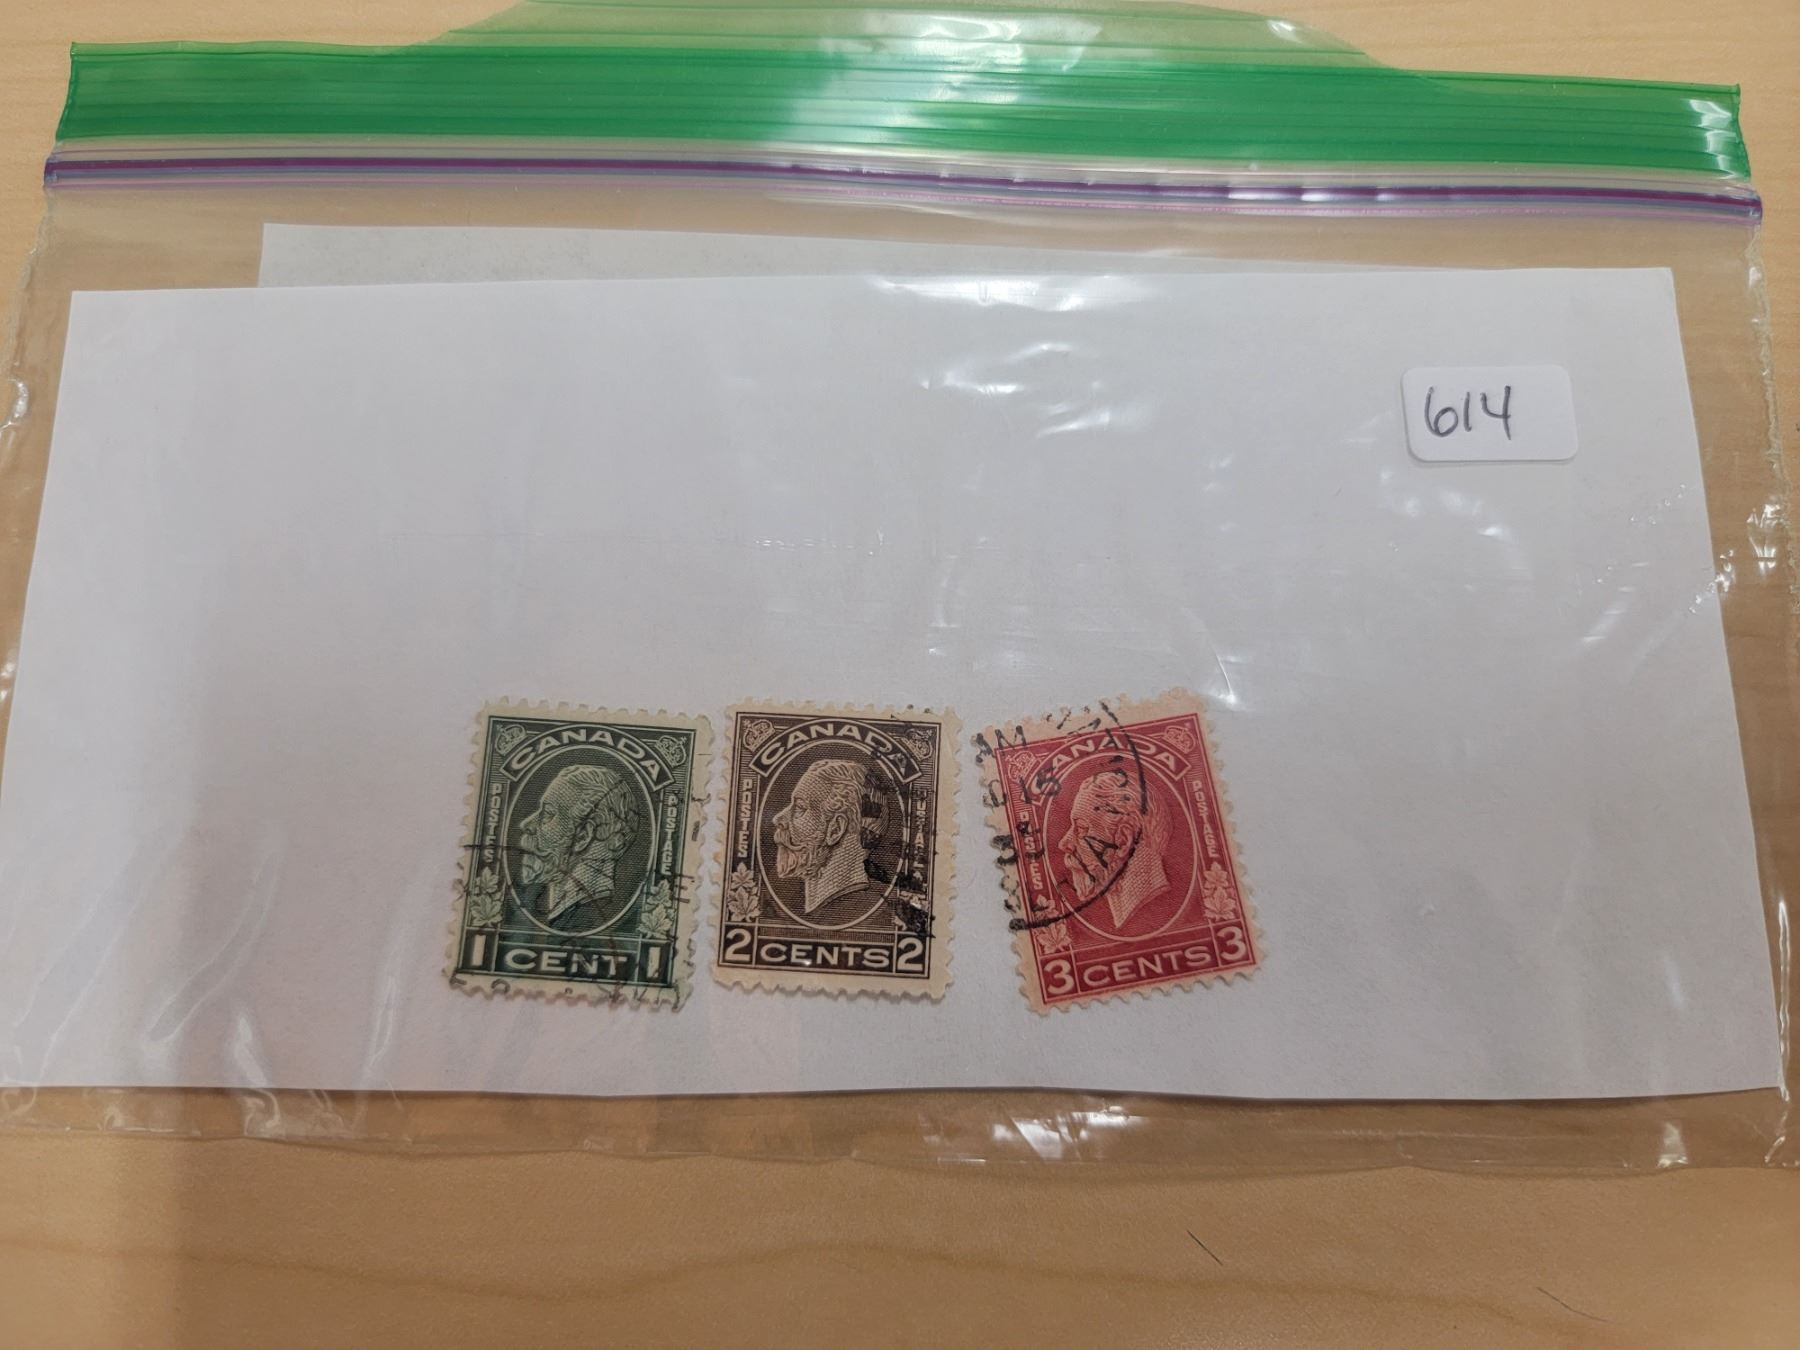 614
CANADA
POSTES
POSTAGE
1 CENT 1
CANADA
POSTES
POSTAGE
2 CENTS 2
AM
CANADA
POSTES
POSTAGE
3 CENTS 3